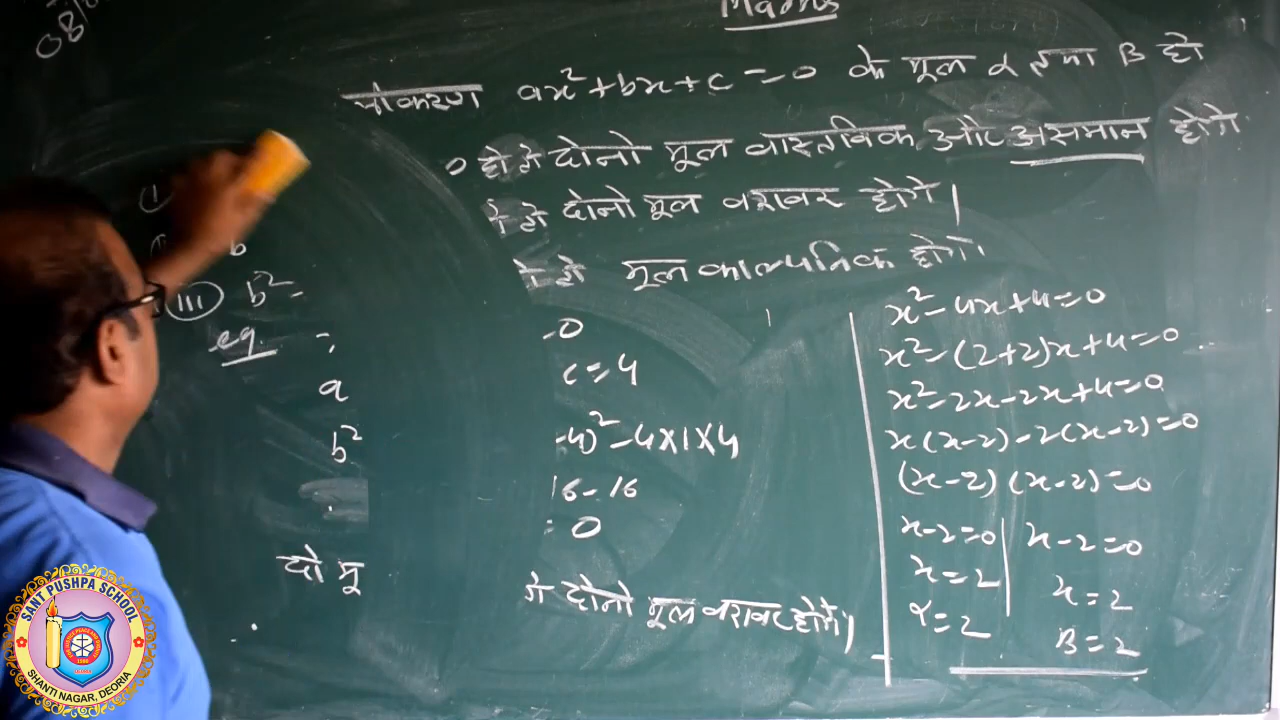 08/
Maths
मीकरण ax²+bx+c=0 के मूल α तथा β हो
0 हो तो दोनो मूल वास्तविक और असमान होगे
(I)
तो दोनो मूल बराबर होगे।
b
तो मूल काल्पनिक होगे
(III) b²-
eg. -:
-0
a
c=4
b²
-4)²-4×1×4
16-16
=0
दो मू
गे दोनो मूल बराबर होगे।
x²-4x+4=0
x²-(2+2)x+4=0
x²-2x-2x+4=0
x(x-2)-2(x-2)=0
(x-2)(x-2)=0
x-2=0 | x-2=0
x=2 | x=2
α=2 β=2
SANT PUSHPA SCHOOL
SHANTI NAGAR, DEORIA